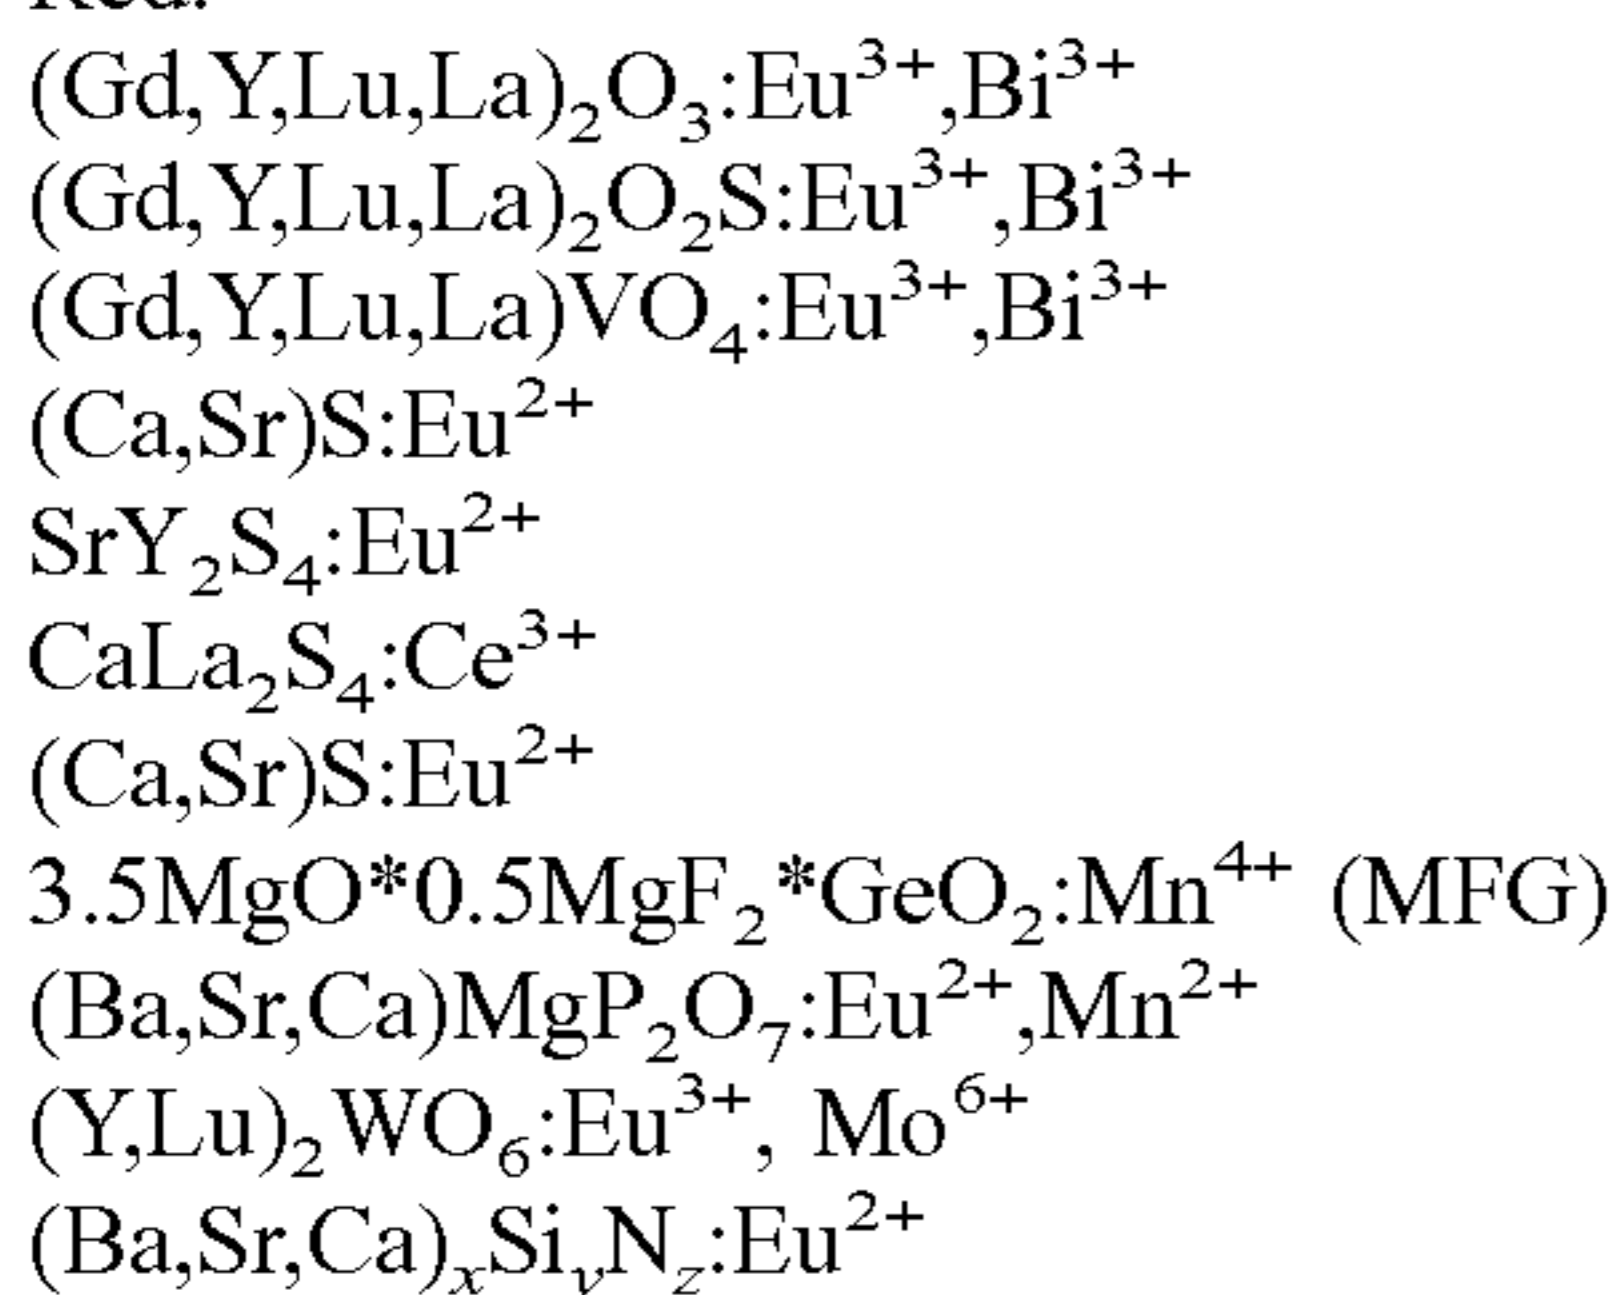 Red:
(Gd,Y,Lu,La)₂O₃:Eu³⁺,Bi³⁺
(Gd,Y,Lu,La)₂O₂S:Eu³⁺,Bi³⁺
(Gd,Y,Lu,La)VO₄:Eu³⁺,Bi³⁺
(Ca,Sr)S:Eu²⁺
SrY₂S₄:Eu²⁺
CaLa₂S₄:Ce³⁺
(Ca,Sr)S:Eu²⁺
3.5MgO*0.5MgF₂*GeO₂:Mn⁴⁺ (MFG)
(Ba,Sr,Ca)MgP₂O₇:Eu²⁺,Mn²⁺
(Y,Lu)₂WO₆:Eu³⁺, Mo⁶⁺
(Ba,Sr,Ca)ₓSiᵧN_z:Eu²⁺